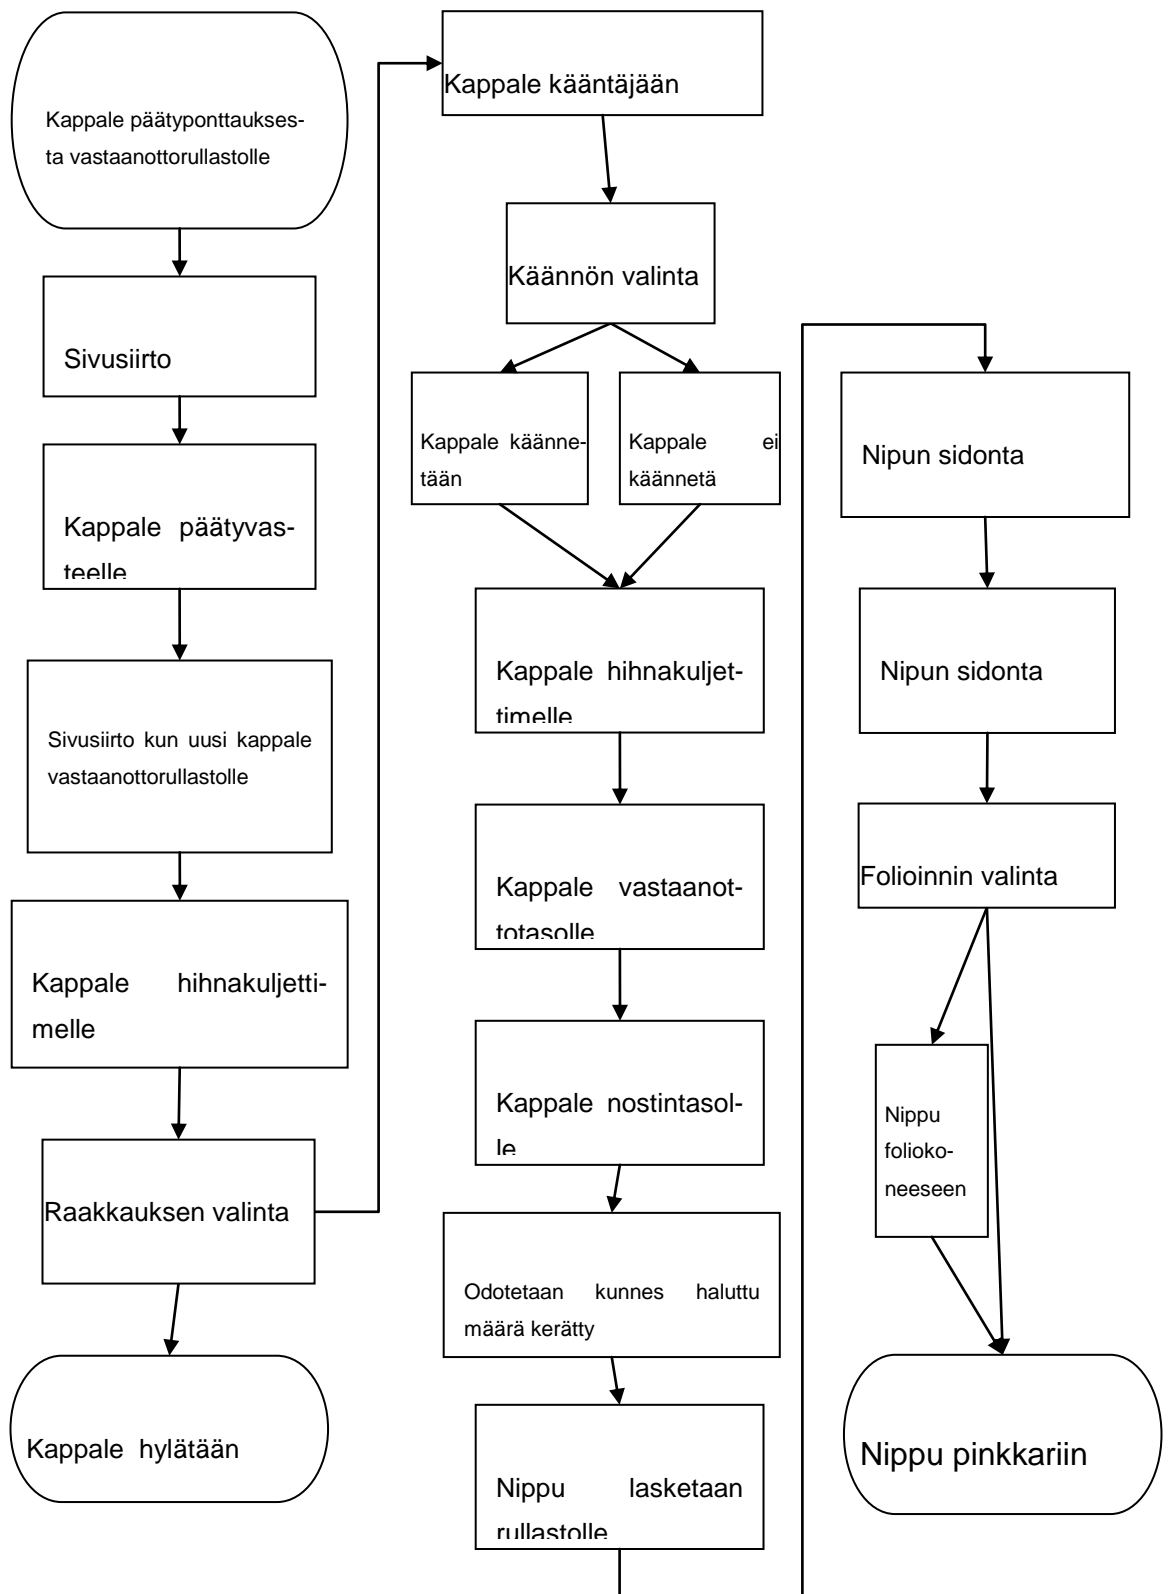 Kappale päätyponttaukses-
ta vastaanottorullastolle
Sivusiirto
Kappale päätyvas-
teelle
Sivusiirto kun uusi kappale
vastaanottorullastolle
Kappale hihnakuljetti-
melle
Raakkauksen valinta
Kappale hylätään
Kappale kääntäjään
Käännön valinta
Kappale käänne-
tään
Kappale ei
käännetä
Kappale hihnakuljet-
timelle
Kappale vastaanot-
totasolle
Kappale nostintasol-
le
Odotetaan kunnes haluttu
määrä kerätty
Nippu lasketaan
rullastolle
Nipun sidonta
Nipun sidonta
Folioinnin valinta
Nippu
rolioko-
neeseen
Nippu pinkkariin